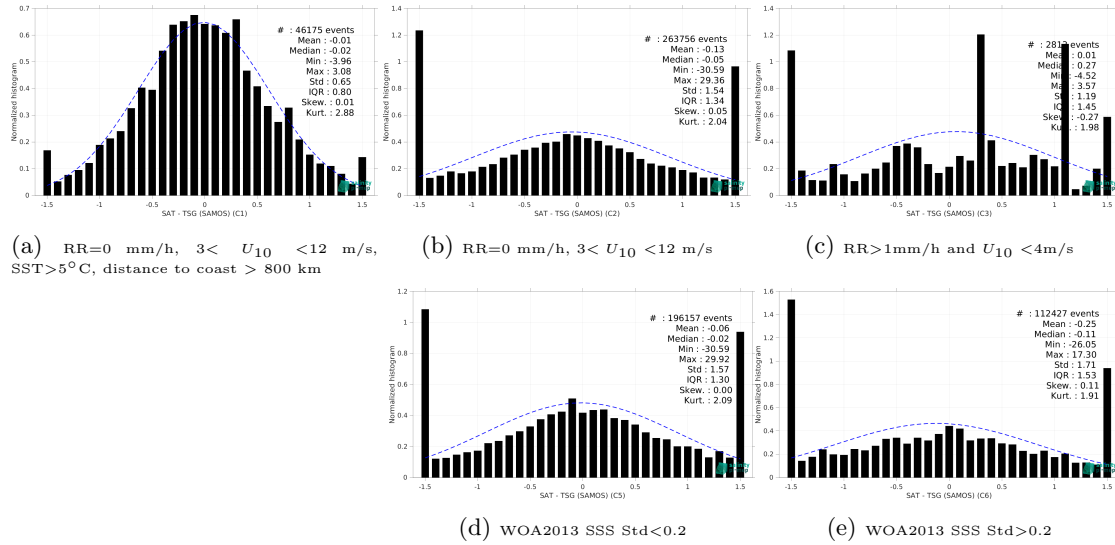 0.7
0.6
0.5
0.4
0.3
0.2
0.1
0
Normalized histogram
# : 46175 events
Mean : -0.01
Median : -0.02
Min : -3.96
Max : 3.08
Std : 0.65
IQR : 0.80
Skew. : 0.01
Kurt. : 2.88
-1.5 -1 -0.5 0 0.5 1 1.5
SAT - TSG (SAMOS) (C1)
(a) RR=0 mm/h, 3< U10 <12 m/s,
SST>5°C, distance to coast > 800 km
1.4
1.2
1
0.8
0.6
0.4
0.2
0
Normalized histogram
# : 263756 events
Mean : -0.13
Median : -0.05
Min : -30.59
Max : 29.36
Std : 1.54
IQR : 1.34
Skew. : 0.05
Kurt. : 2.04
-1.5 -1 -0.5 0 0.5 1 1.5
SAT - TSG (SAMOS) (C2)
(b) RR=0 mm/h, 3< U10 <12 m/s
1.4
1.2
1
0.8
0.6
0.4
0.2
0
Normalized histogram
events
Mean : 0.01
Median : 0.27
Min : -4.52
Max : 3.57
Std : 1.19
IQR : 1.45
Skew. : -0.27
Kurt. : 1.98
-1.5 -1 -0.5 0 0.5 1 1.5
SAT - TSG (SAMOS) (C3)
(c) RR>1mm/h and U10 <4m/s
1.2
1
0.8
0.6
0.4
0.2
0
Normalized histogram
# : 196157 events
Mean : -0.06
Median : -0.02
Min : -30.59
Max : 29.92
Std : 1.57
IQR : 1.30
Skew. : 0.00
Kurt. : 2.09
-1.5 -1 -0.5 0 0.5 1 1.5
SAT - TSG (SAMOS) (C5)
(d) WOA2013 SSS Std<0.2
1.6
1.4
1.2
1
0.8
0.6
0.4
0.2
0
Normalized histogram
# : 112427 events
Mean : -0.25
Median : -0.11
Min : -26.05
Max : 17.30
Std : 1.71
IQR : 1.53
Skew. : 0.11
Kurt. : 1.91
-1.5 -1 -0.5 0 0.5 1 1.5
SAT - TSG (SAMOS) (C6)
(e) WOA2013 SSS Std>0.2